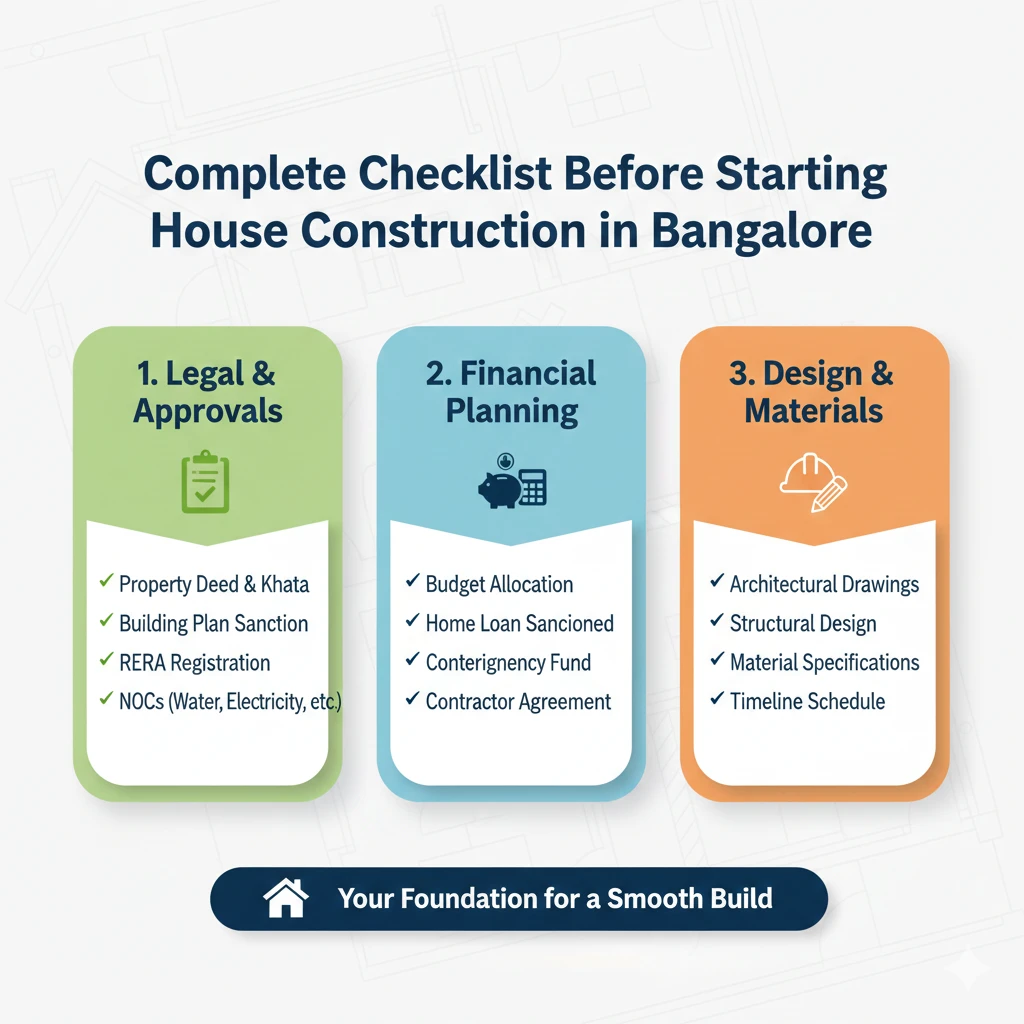 Complete Checklist Before Starting
House Construction in Bangalore
1. Legal &
Approvals
Property Deed & Khata
Building Plan Sanction
RERA Registration
NOCs (Water, Electricity, etc.)
2. Financial
Planning
Budget Allocation
Home Loan Sancioned
Conterignency Fund
Contractor Agreement
3. Design &
Materials
Architectural Drawings
Structural Design
Material Specifications
Timeline Schedule
Your Foundation for a Smooth Build